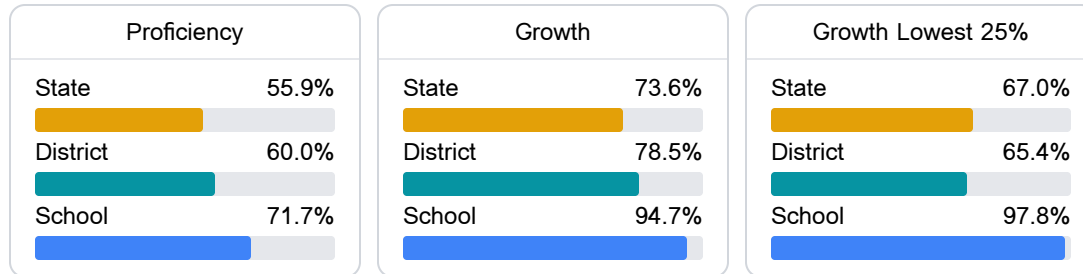 Proficiency
State 55.9%
District 60.0%
School 71.7%
Growth
State 73.6%
District 78.5%
School 94.7%
Growth Lowest 25%
State 67.0%
District 65.4%
School 97.8%